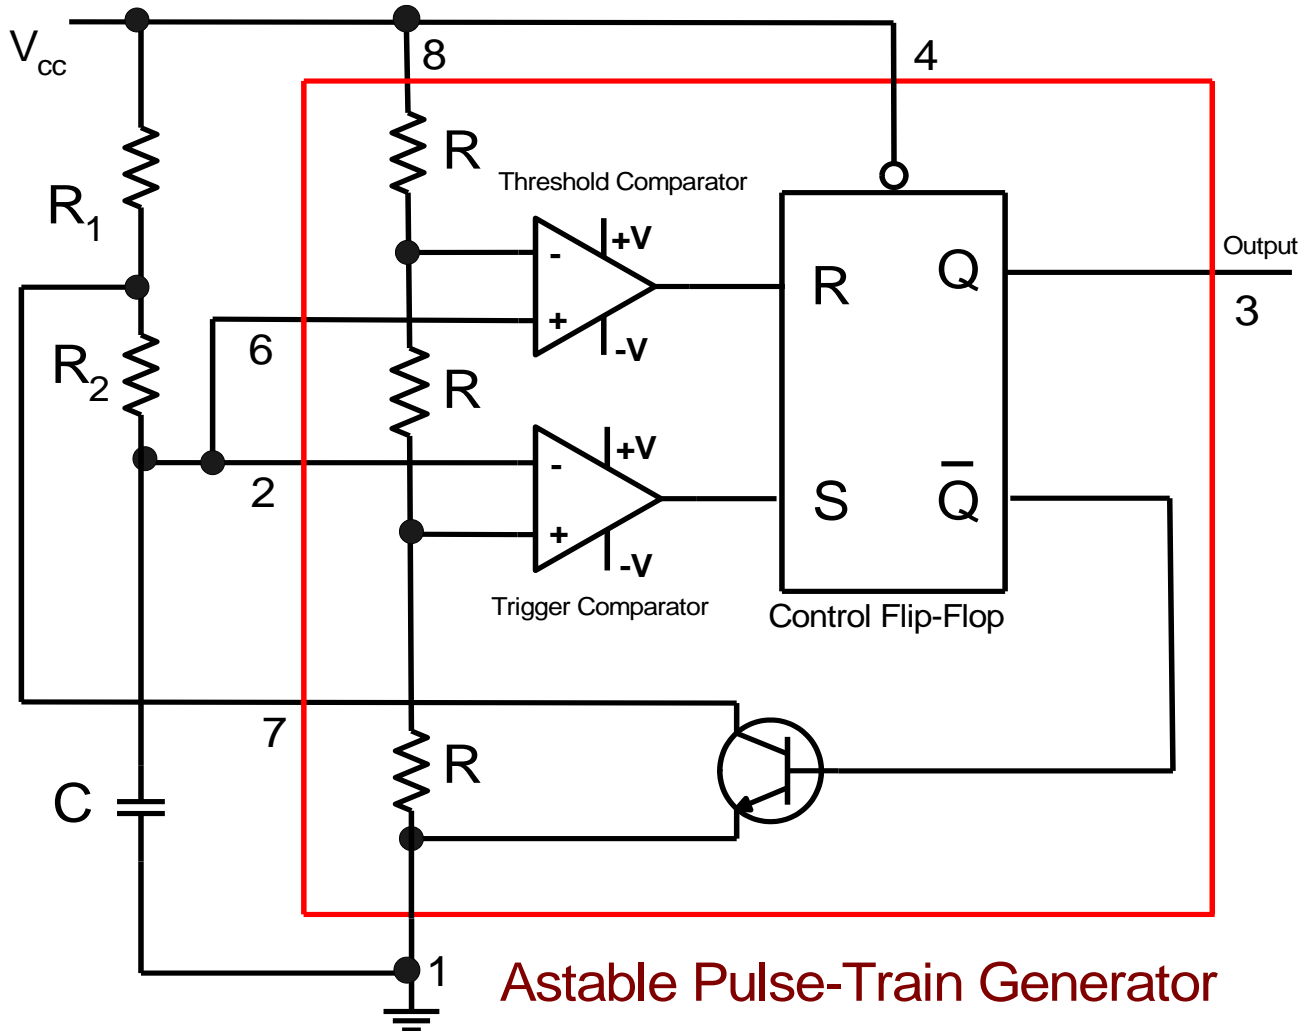 V
cc
8
4
R
Threshold Comparator
+V
R1
-
R
Q
Output
+
6
-V
3
R2
R
+V
-
2
S
Q̅
+
-V
Trigger Comparator
Control Flip-Flop
7
R
C
1
Astable Pulse-Train Generator